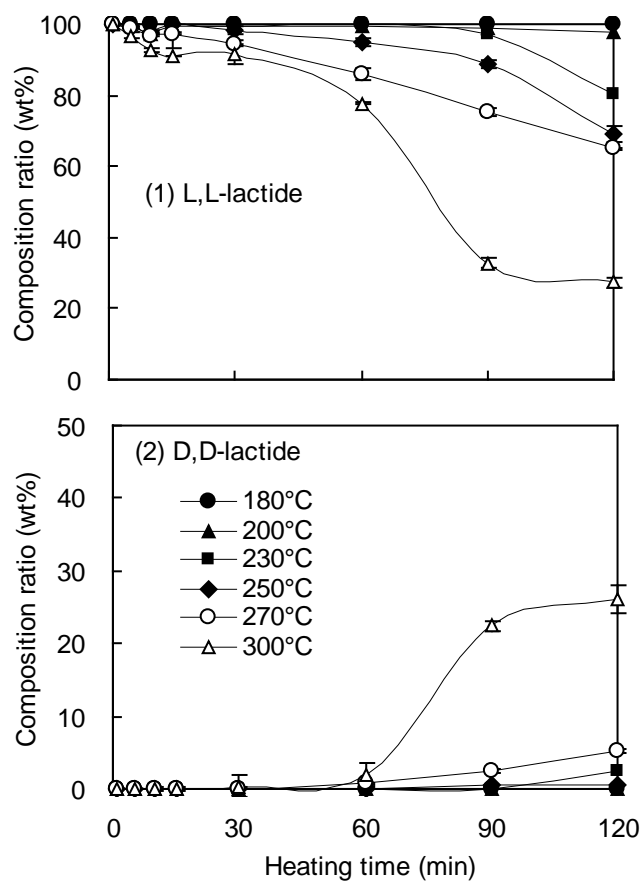 Composition ratio (wt%)
100
80
60
40
20
0
(1) L,L-lactide
Composition ratio (wt%)
50
40
30
20
10
0
(2) D,D-lactide
180°C
200°C
230°C
250°C
270°C
300°C
0 30 60 90 120
Heating time (min)